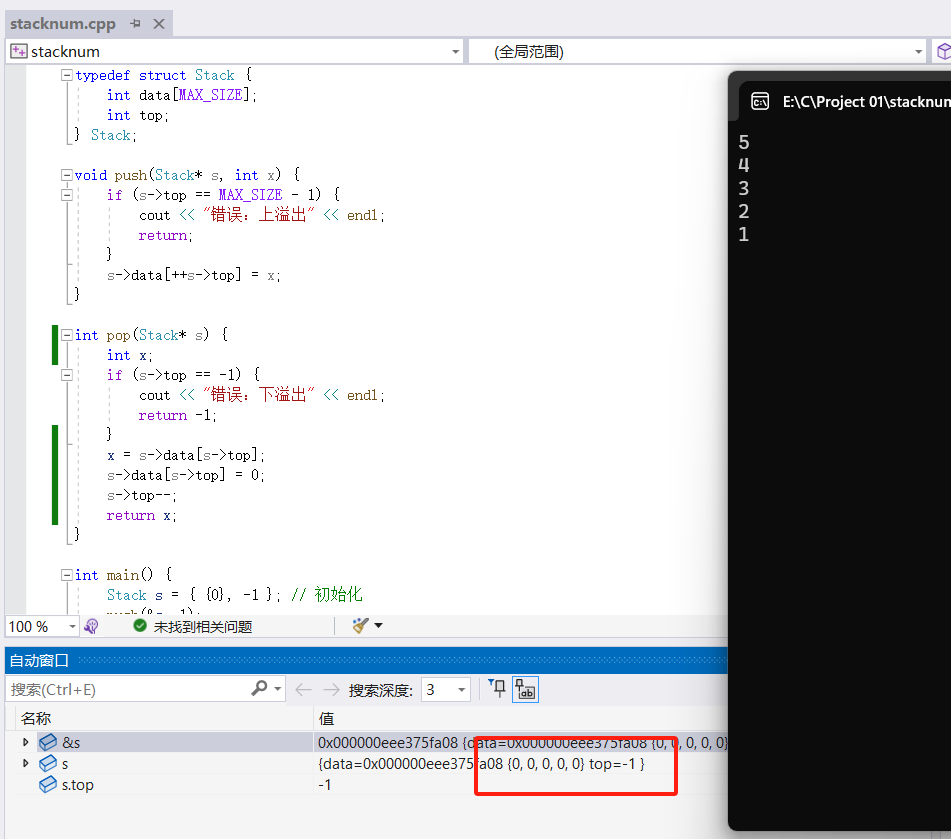 stacknum.cpp
stacknum
(全局范围)
typedef struct Stack {
int data[MAX_SIZE];
int top;
} Stack;
void push(Stack* s, int x) {
if (s->top == MAX_SIZE - 1) {
cout << "错误：上溢出" << endl;
return;
}
s->data[++s->top] = x;
}
int pop(Stack* s) {
int x;
if (s->top == -1) {
cout << "错误：下溢出" << endl;
return -1;
}
x = s->data[s->top];
s->data[s->top] = 0;
s->top--;
return x;
}
int main() {
Stack s = { {0}, -1 }; // 初始化
E:\C\Project 01\stacknum
5
4
3
2
1
100 %
未找到相关问题
自动窗口
搜索(Ctrl+E)
搜索深度: 3
名称
值
&s
0x000000eee375fa08 {data=0x000000eee375fa08 {0, 0, 0, 0, 0}
s
{data=0x000000eee375fa08 {0, 0, 0, 0, 0} top=-1 }
s.top
-1